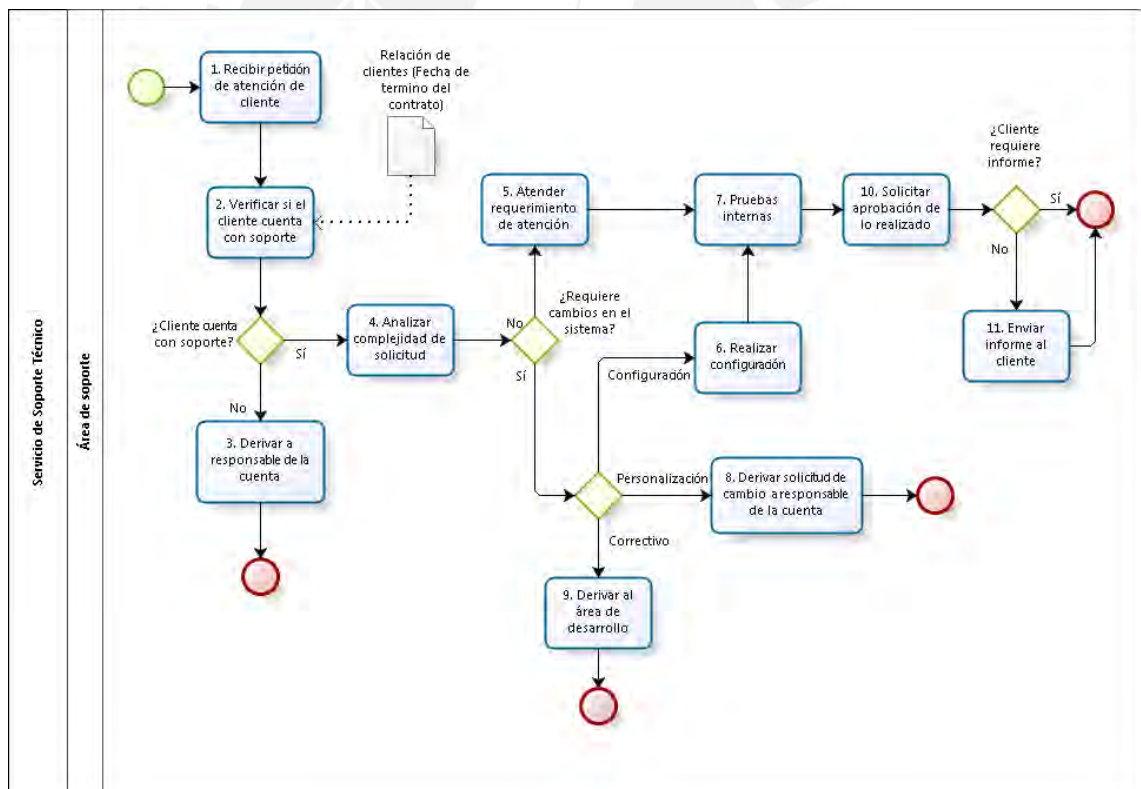 Servicio de Soporte Técnico
Área de soporte
1. Recibir petición
de atención de
cliente
Relación de
clientes (Fecha de
termino del
contrato)
2. Verificar si el
cliente cuenta
con soporte
¿Cliente cuenta
con soporte?
Sí
No
3. Derivar a
responsable de la
cuenta
4. Analizar
complejidad de
solicitud
¿Requiere
cambios en el
sistema?
No
Sí
5. Atender
requerimiento
de atención
Configuración
6. Realizar
configuración
7. Pruebas
internas
Personalización
8. Derivar solicitud de
cambio a responsable
de la cuenta
Correctivo
9. Derivar al
área de
desarrollo
10. Solicitar
aprobación de
lo realizado
¿Cliente
requiere
informe?
Sí
No
11. Enviar
informe al
cliente